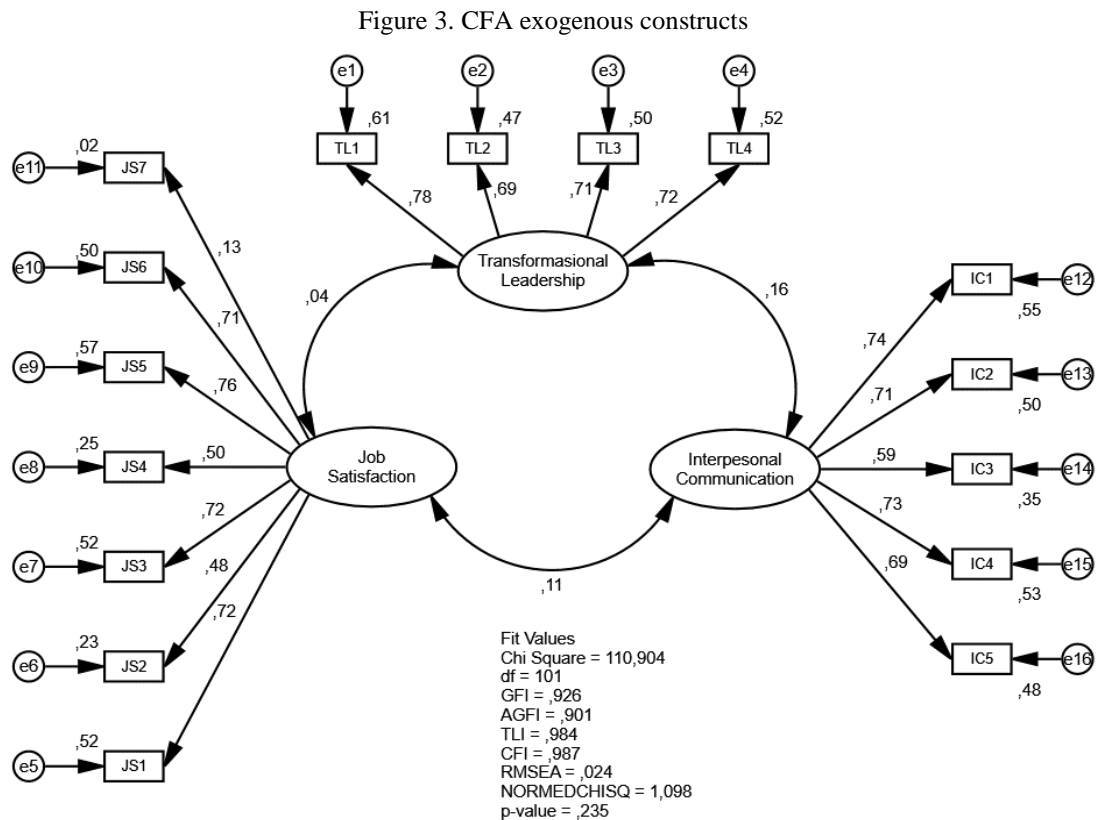 Figure 3. CFA exogenous constructs
e1
e2
e3
e4
,61
,47
,50
,52
TL1
TL2
TL3
TL4
,78
,69
,71
,72
Transformasional
Leadership
,04
,16
e11
,02
JS7
,13
e10
,50
JS6
,71
e9
,57
JS5
,76
e8
,25
JS4
,50
e7
,52
JS3
,72
e6
,23
JS2
,48
e5
,52
JS1
,72
Job
Satisfaction
,11
Interpesonal
Communication
,74
IC1
e12
,55
,71
IC2
e13
,50
,59
IC3
e14
,35
,73
IC4
e15
,53
,69
IC5
e16
,48
Fit Values
Chi Square = 110,904
df = 101
GFI = ,926
AGFI = ,901
TLI = ,984
CFI = ,987
RMSEA = ,024
NORMEDCHISQ = 1,098
p-value = ,235